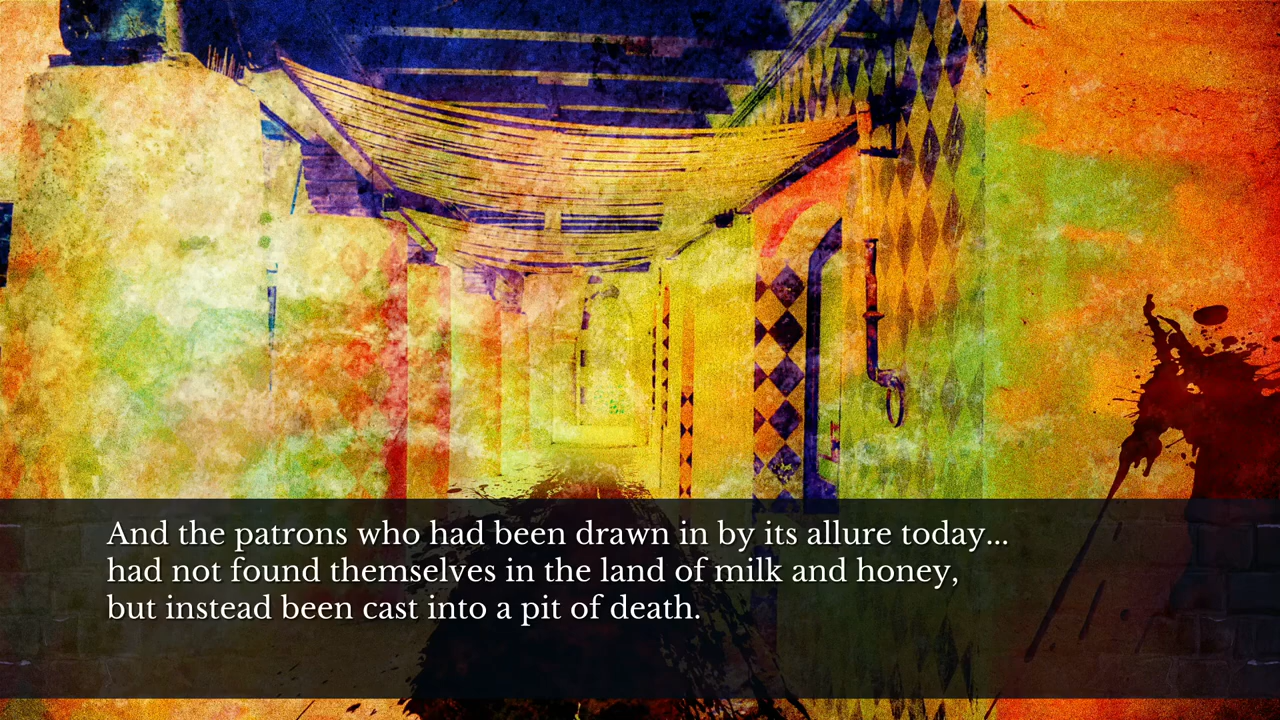 And the patrons who had been drawn in by its allure today...
had not found themselves in the land of milk and honey,
but instead been cast into a pit of death.